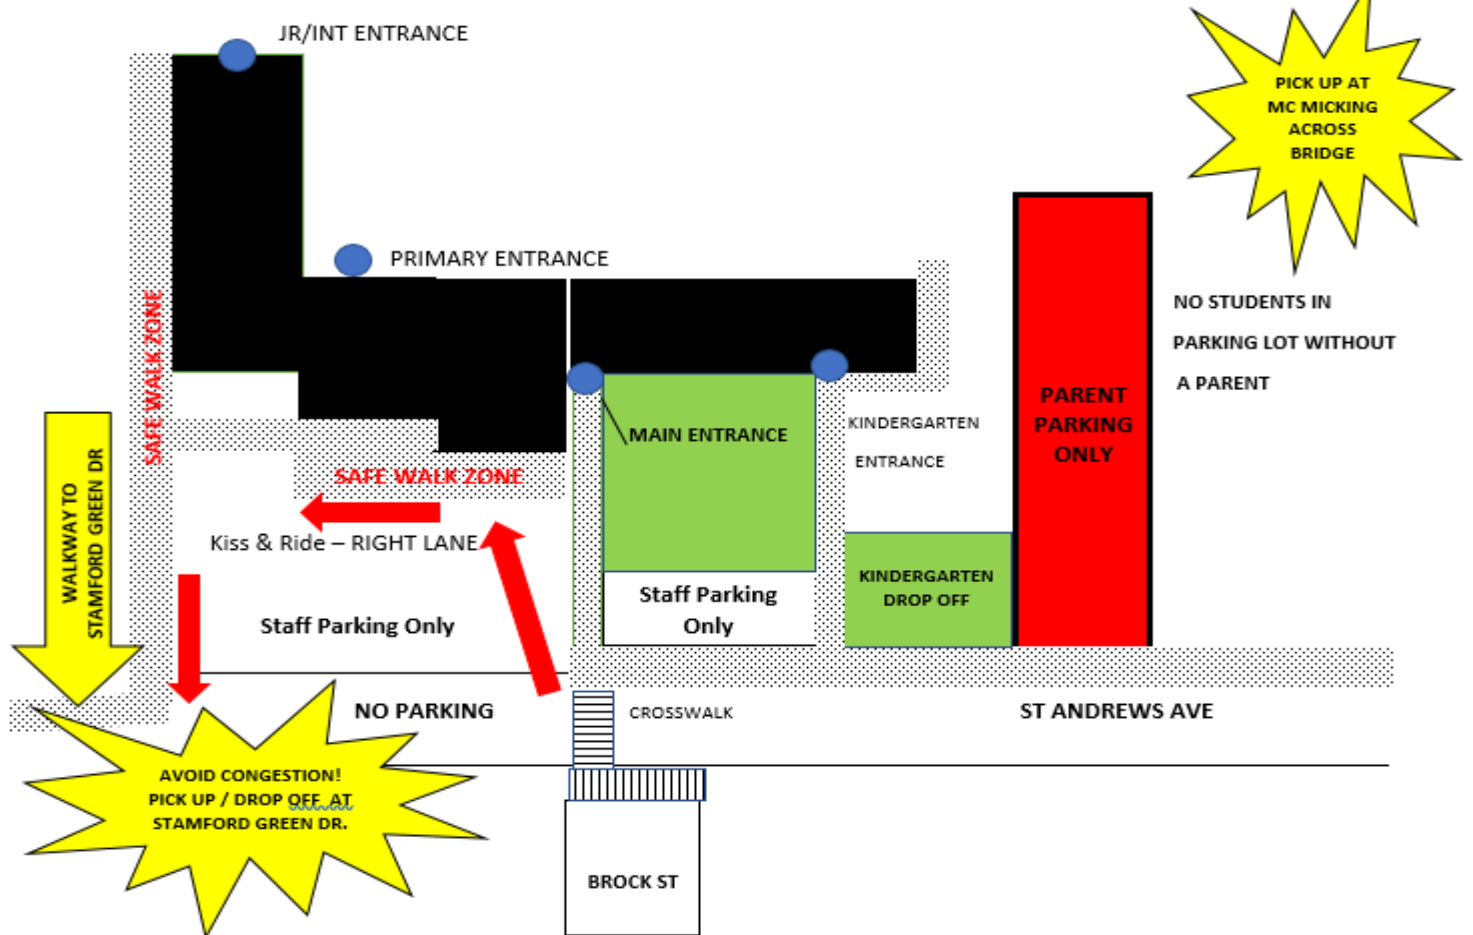 JR/INT ENTRANCE
PICK UP AT
MC MICKING
ACROSS
BRIDGE
PRIMARY ENTRANCE
SAFE WALK ZONE
NO STUDENTS IN
PARKING LOT WITHOUT
A PARENT
PARENT
PARKING
ONLY
MAIN ENTRANCE
KINDERGARTEN
ENTRANCE
WALKWAY TO
STAMFORD GREEN DR
SAFE WALK ZONE
Kiss & Ride – RIGHT LANE
KINDERGARTEN
DROP OFF
Staff Parking
Only
Staff Parking Only
NO PARKING
CROSSWALK
ST ANDREWS AVE
AVOID CONGESTION!
PICK UP / DROP OFF AT
STAMFORD GREEN DR.
BROCK ST